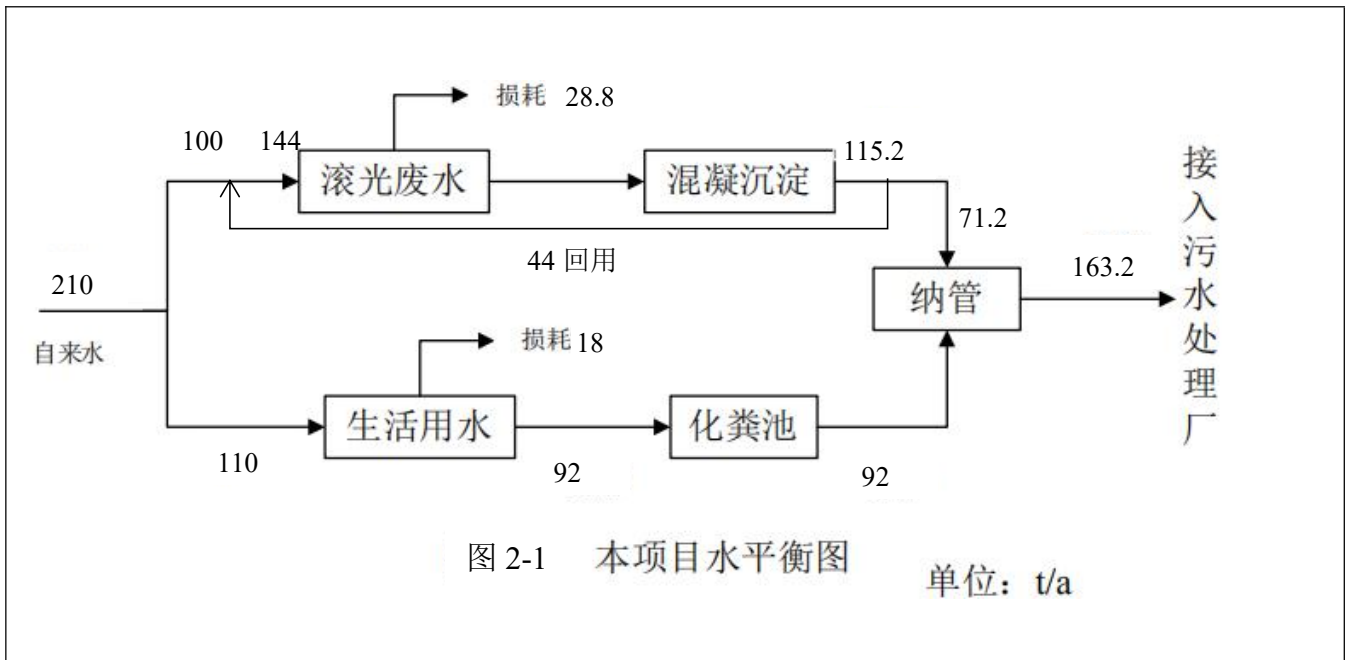 损耗 28.8
100
144
滚光废水
混凝沉淀
115.2
71.2
44 回用
210
自来水
纳管
163.2
接入污水处理厂
损耗 18
生活用水
化粪池
110
92
92
图 2-1 本项目水平衡图
单位：t/a